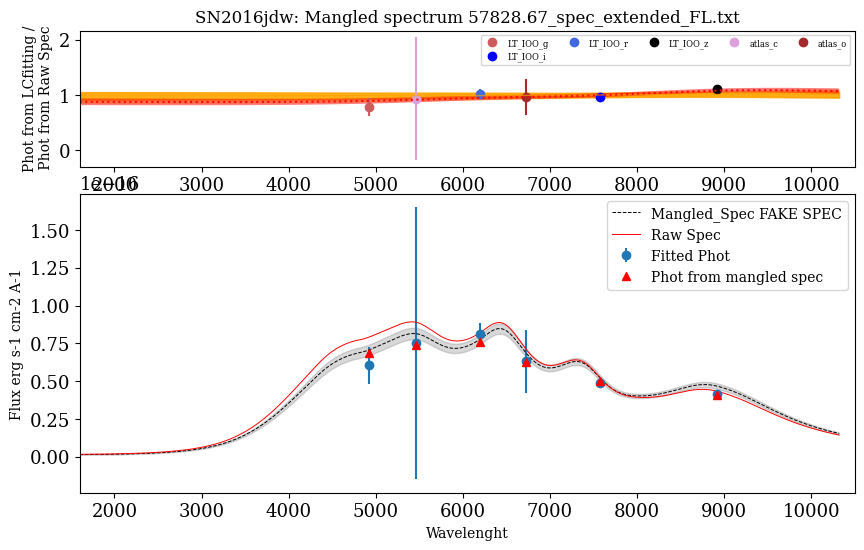 SN2016jdw: Mangled spectrum 57828.67_spec_extended_FL.txt
Phot from LCfitting /
Phot from Raw Spec
2
1
0
LT_IOO_g
LT_IOO_i
LT_IOO_r
LT_IOO_z
atlas_c
atlas_o
2000 3000 4000 5000 6000 7000 8000 9000 10000
1e−16
Flux erg s-1 cm-2 A-1
1.50
1.25
1.00
0.75
0.50
0.25
0.00
Mangled_Spec FAKE SPEC
Raw Spec
Fitted Phot
Phot from mangled spec
2000 3000 4000 5000 6000 7000 8000 9000 10000
Wavelenght